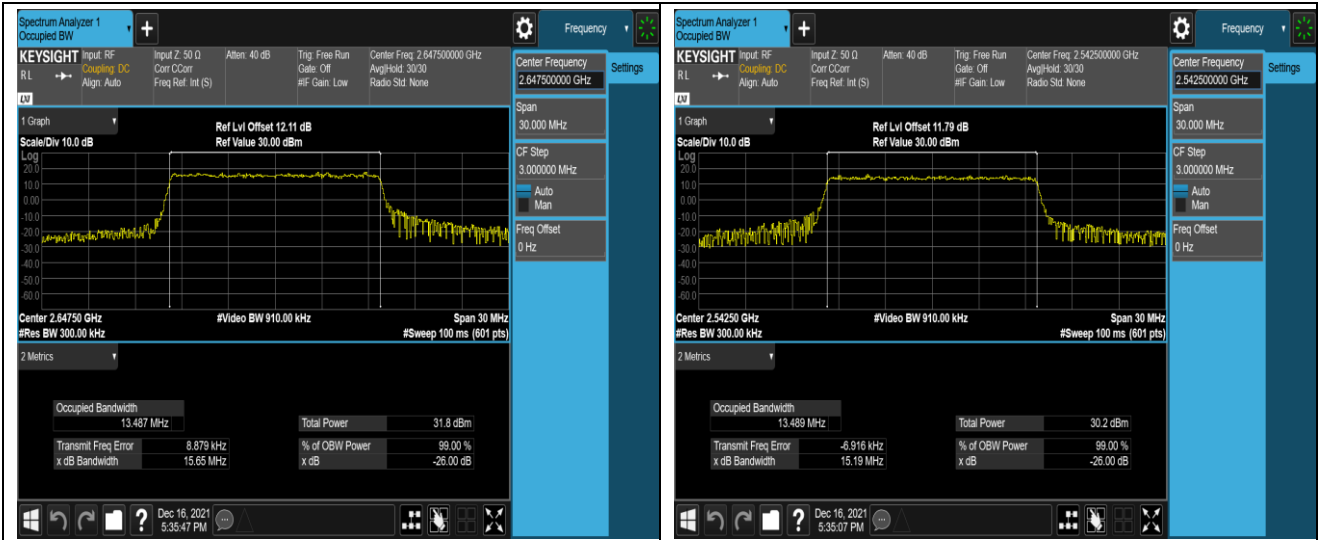 Spectrum Analyzer 1
Occupied BW
+
Frequency
KEYSIGHT
RL
LXI
Input: RF
Coupling: DC
Align: Auto
Input Z: 50 Ω
Corr CCorr
Freq Ref: Int (S)
Atten: 40 dB
Trig: Free Run
Gate: Off
#IF Gain: Low
Center Freq: 2.647500000 GHz
Avg|Hold: 30/30
Radio Std: None
Center Frequency
2.647500000 GHz
Settings
Span
30.000 MHz
CF Step
3.000000 MHz
Auto
Man
Freq Offset
0 Hz
1 Graph
Ref Lvl Offset 12.11 dB
Scale/Div 10.0 dB
Ref Value 30.00 dBm
Log
20.0
10.0
0.00
-10.0
-20.0
-30.0
-40.0
-50.0
-60.0
Center 2.64750 GHz
#Video BW 910.00 kHz
Span 30 MHz
#Res BW 300.00 kHz
#Sweep 100 ms (601 pts)
2 Metrics
Occupied Bandwidth
13.487 MHz
Total Power 31.8 dBm
Transmit Freq Error 8.879 kHz
% of OBW Power 99.00 %
x dB Bandwidth 15.65 MHz
x dB -26.00 dB
?
Dec 16, 2021
5:35:47 PM
Spectrum Analyzer 1
Occupied BW
+
Frequency
KEYSIGHT
RL
LXI
Input: RF
Coupling: DC
Align: Auto
Input Z: 50 Ω
Corr CCorr
Freq Ref: Int (S)
Atten: 40 dB
Trig: Free Run
Gate: Off
#IF Gain: Low
Center Freq: 2.542500000 GHz
Avg|Hold: 30/30
Radio Std: None
Center Frequency
2.542500000 GHz
Settings
Span
30.000 MHz
CF Step
3.000000 MHz
Auto
Man
Freq Offset
0 Hz
1 Graph
Ref Lvl Offset 11.79 dB
Scale/Div 10.0 dB
Ref Value 30.00 dBm
Log
20.0
10.0
0.00
-10.0
-20.0
-30.0
-40.0
-50.0
-60.0
Center 2.54250 GHz
#Video BW 910.00 kHz
Span 30 MHz
#Res BW 300.00 kHz
#Sweep 100 ms (601 pts)
2 Metrics
Occupied Bandwidth
13.489 MHz
Total Power 30.2 dBm
Transmit Freq Error -6.916 kHz
% of OBW Power 99.00 %
x dB Bandwidth 15.19 MHz
x dB -26.00 dB
?
Dec 16, 2021
5:35:07 PM